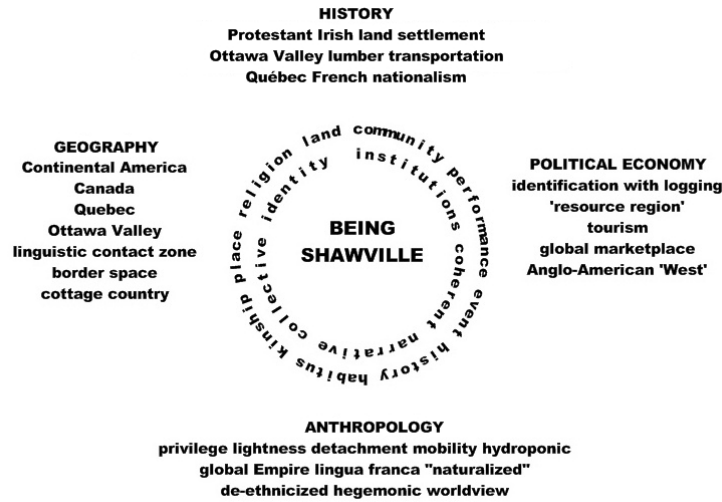 HISTORY
Protestant Irish land settlement
Ottawa Valley lumber transportation
Québec French nationalism
GEOGRAPHY
Continental America
Canada
Quebec
Ottawa Valley
linguistic contact zone
border space
cottage country
kinship place religion land community performance event history habitus
collective identity institutions coherent narrative
BEING
SHAWVILLE
POLITICAL ECONOMY
identification with logging
'resource region'
tourism
global marketplace
Anglo-American 'West'
ANTHROPOLOGY
privilege lightness detachment mobility hydroponic
global Empire lingua franca "naturalized"
de-ethnicized hegemonic worldview